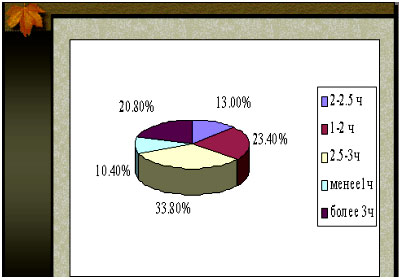 20.80%
13.00%
23.40%
10.40%
33.80%
2-2.5 ч
1-2 ч
2.5-3ч
менее1ч
более 3ч